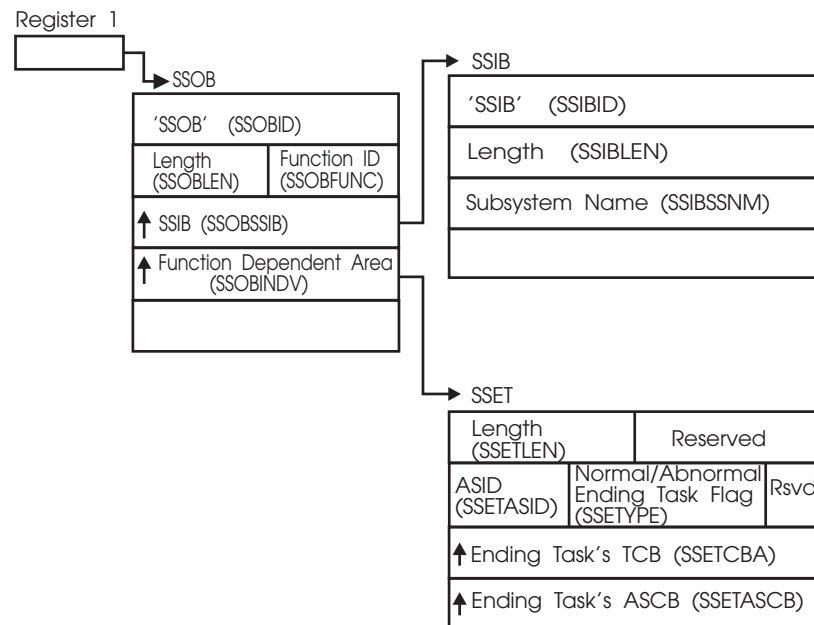 Register 1
SSOB
'SSOB' (SSOBID)
Length
(SSOBLEN)
Function ID
(SSOBFUNC)
SSIB (SSOBSSIB)
Function Dependent Area
(SSOBINDV)
SSIB
'SSIB' (SSIBID)
Length (SSIBLEN)
Subsystem Name (SSIBSSNM)
SSET
Length
(SSETLEN)
Reserved
ASID
(SSETASID)
Normal/Abnormal
Ending Task Flag
(SSETYPE)
Rsvd
Ending Task's TCB (SSETCBA)
Ending Task's ASCB (SSETASCB)